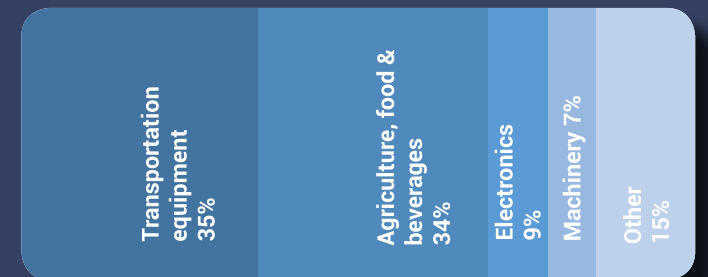 Transportation
equipment
35%
Agriculture, food &
beverages
34%
Electronics
9%
Machinery 7%
Other
15%